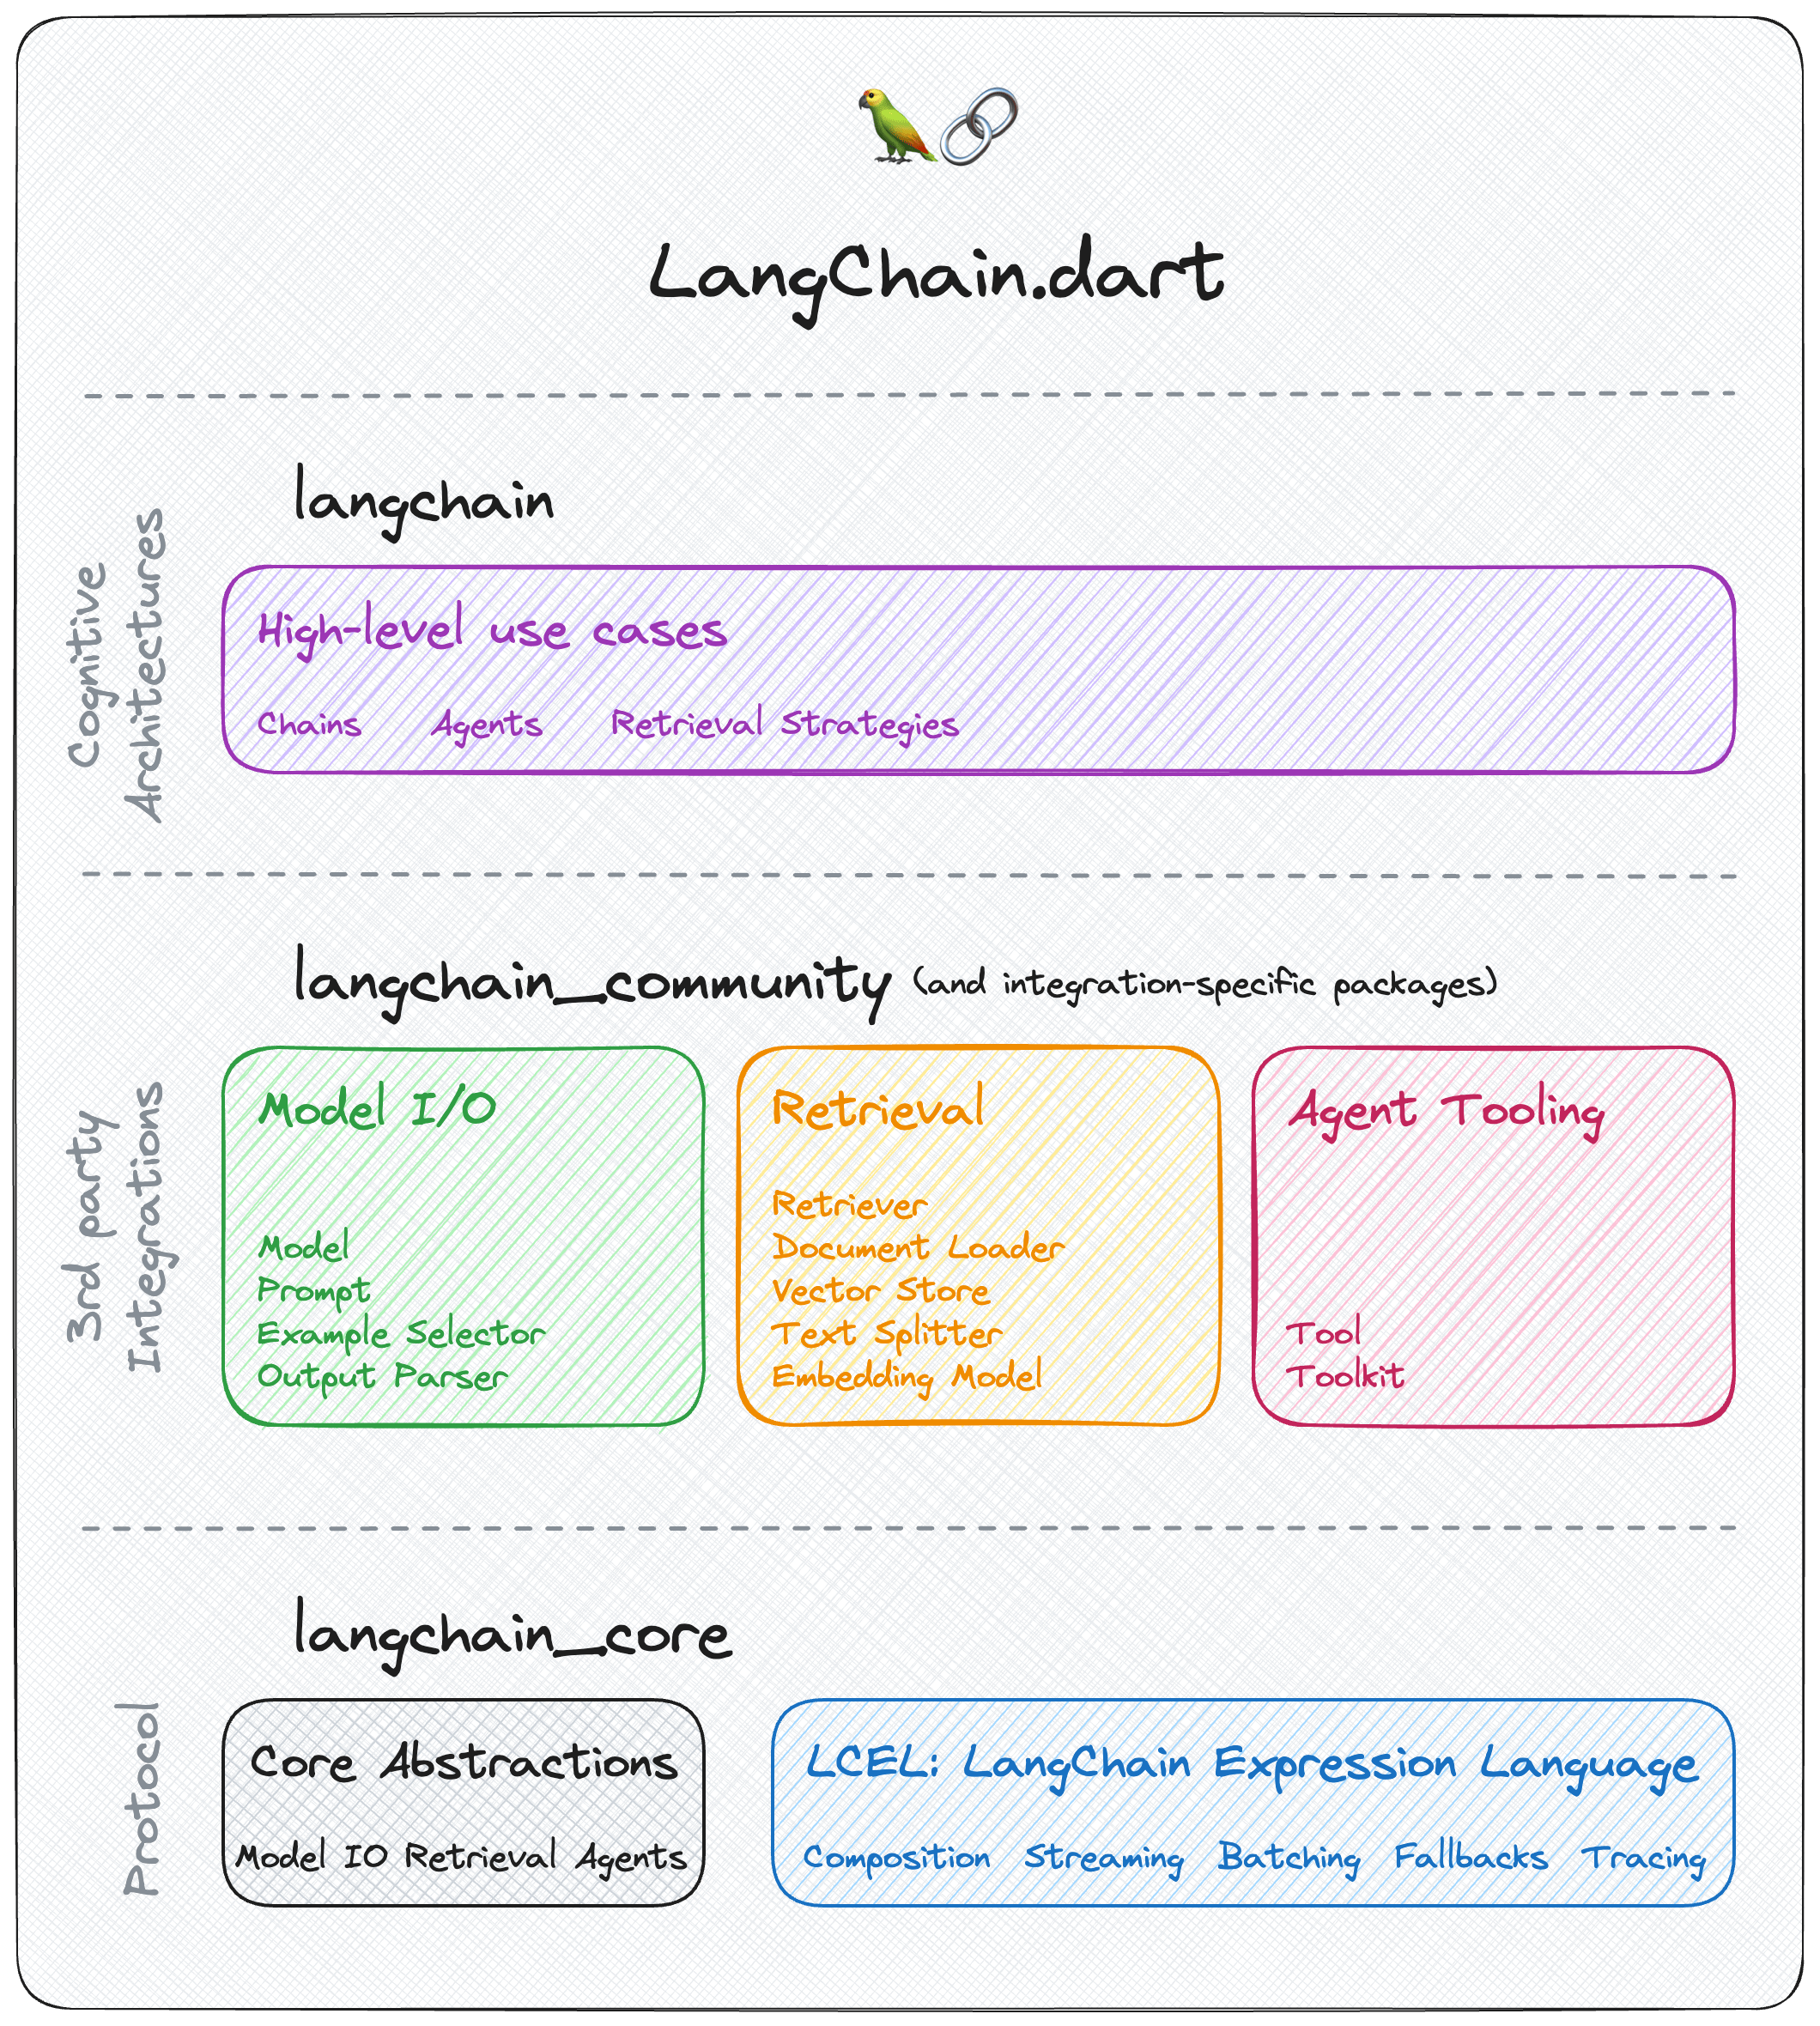 LangChain.dart
Cognitive
Architectures
langchain
High-level use cases
Chains Agents Retrieval Strategies
3rd party
Integrations
langchain_community (and integration-specific packages)
Model I/O
Model
Prompt
Example Selector
Output Parser
Retrieval
Retriever
Document Loader
Vector Store
Text Splitter
Embedding Model
Agent Tooling
Tool
Toolkit
Protocol
langchain_core
Core Abstractions
Model IO Retrieval Agents
LCEL: LangChain Expression Language
Composition Streaming Batching Fallbacks Tracing